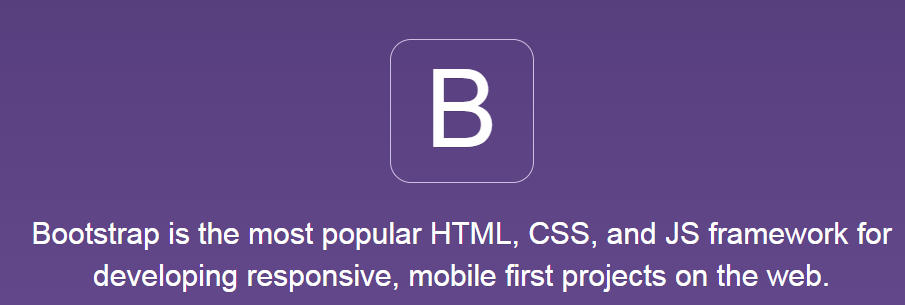 B
Bootstrap is the most popular HTML, CSS, and JS framework for
developing responsive, mobile first projects on the web.